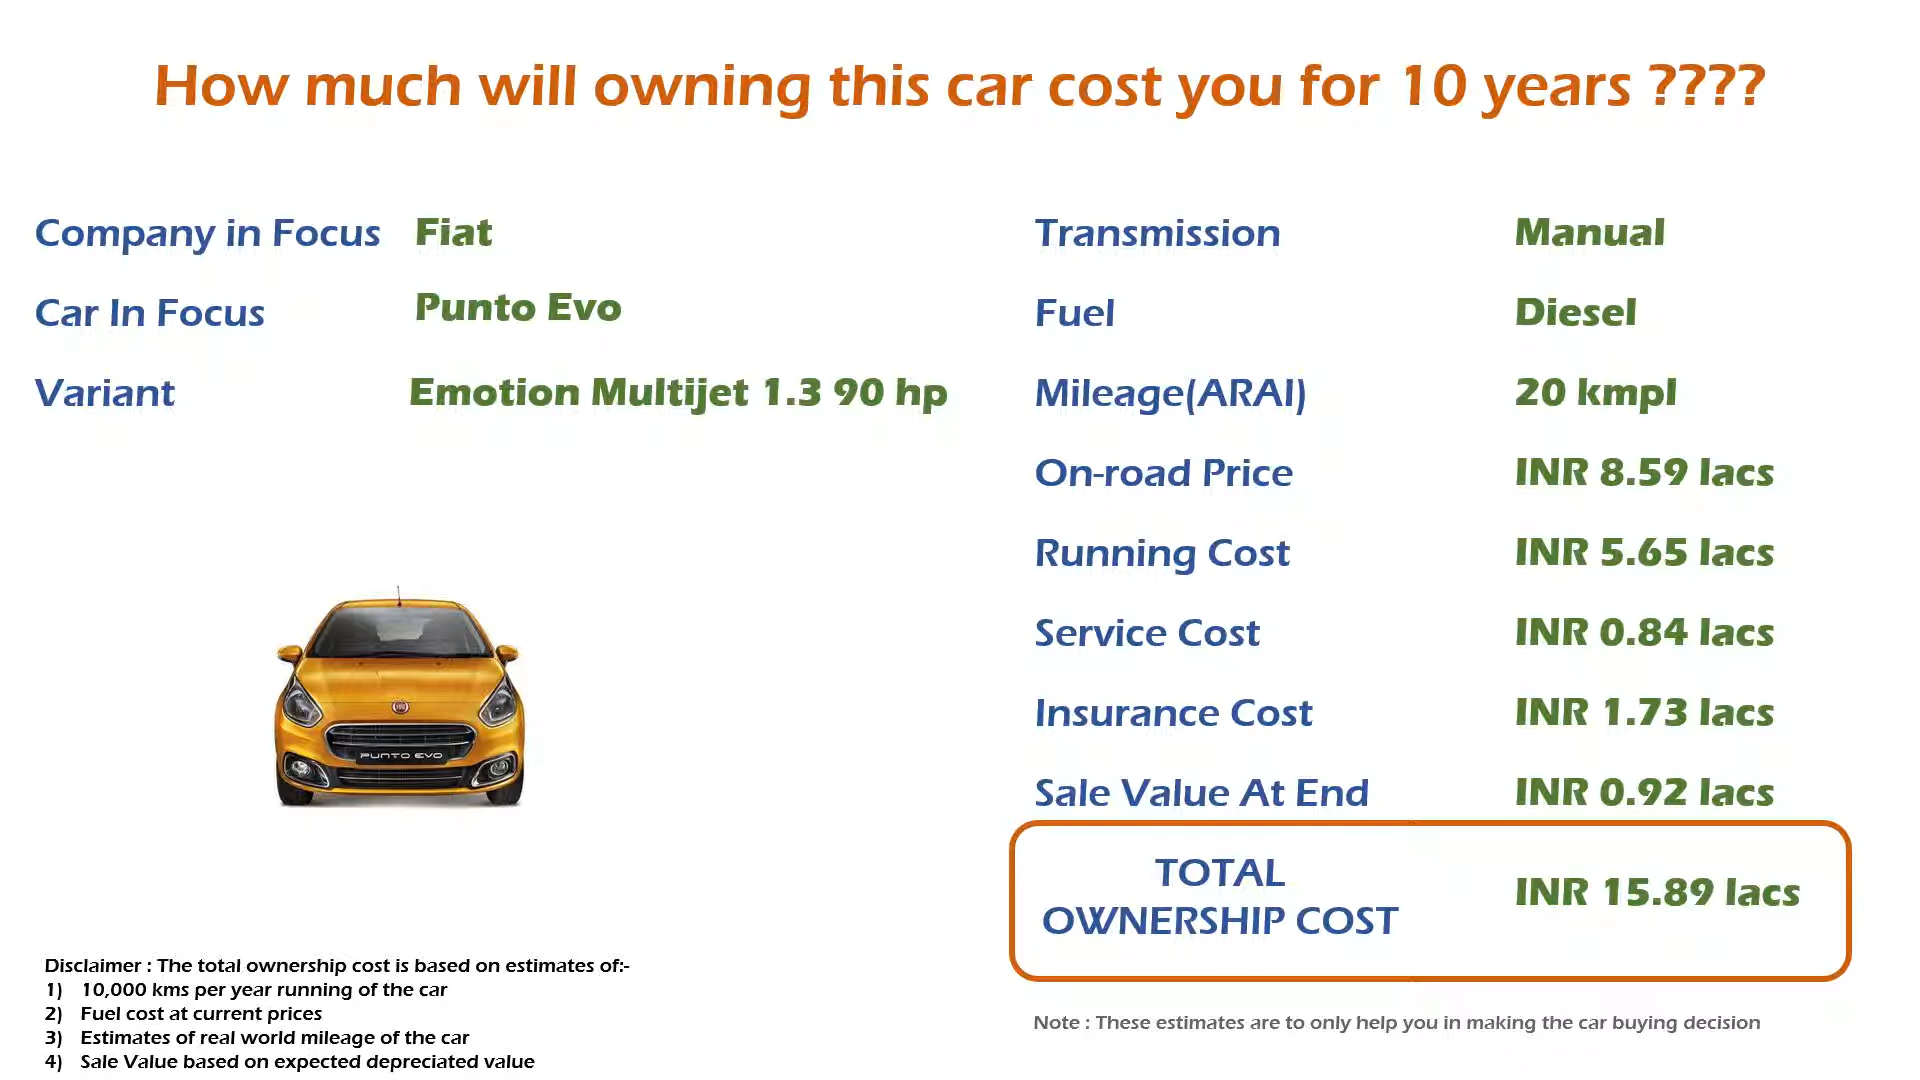 How much will owning this car cost you for 10 years ????
Company in Focus Fiat
Car In Focus Punto Evo
Variant Emotion Multijet 1.3 90 hp
Transmission Manual
Fuel Diesel
Mileage(ARAI) 20 kmpl
On-road Price INR 8.59 lacs
Running Cost INR 5.65 lacs
Service Cost INR 0.84 lacs
Insurance Cost INR 1.73 lacs
Sale Value At End INR 0.92 lacs
TOTAL
OWNERSHIP COST INR 15.89 lacs
PUNTO EVO
Disclaimer : The total ownership cost is based on estimates of:-
1) 10,000 kms per year running of the car
2) Fuel cost at current prices
3) Estimates of real world mileage of the car
4) Sale Value based on expected depreciated value
Note : These estimates are to only help you in making the car buying decision